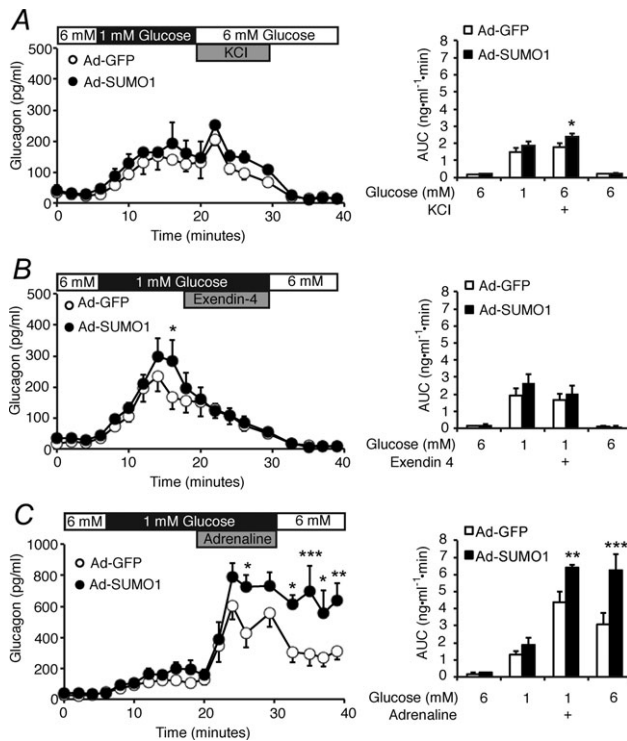 A
6 mM 1 mM Glucose 6 mM Glucose
KCl
500
400
300
200
100
0
Glucagon (pg/ml)
Ad-GFP
Ad-SUMO1
0 10 20 30 40
Time (minutes)
8
7
6
5
4
3
2
1
0
AUC (ng•ml⁻¹•min)
Ad-GFP
Ad-SUMO1
*
Glucose (mM) 6 1 6 6
KCl +
B
6 mM 1 mM Glucose 6 mM
Exendin-4
500
400
300
200
100
0
Glucagon (pg/ml)
Ad-GFP
Ad-SUMO1
*
0 10 20 30 40
Time (minutes)
8
7
6
5
4
3
2
1
0
AUC (ng•ml⁻¹•min)
Ad-GFP
Ad-SUMO1
Glucose (mM) 6 1 1 6
Exendin 4 +
C
6 mM 1 mM Glucose 6 mM
Adrenaline
1000
800
600
400
200
0
Glucagon (pg/ml)
Ad-GFP
Ad-SUMO1
* * *** * **
0 10 20 30 40
Time (minutes)
8
7
6
5
4
3
2
1
0
AUC (ng•ml⁻¹•min)
Ad-GFP
Ad-SUMO1
** ***
Glucose (mM) 6 1 1 6
Adrenaline +